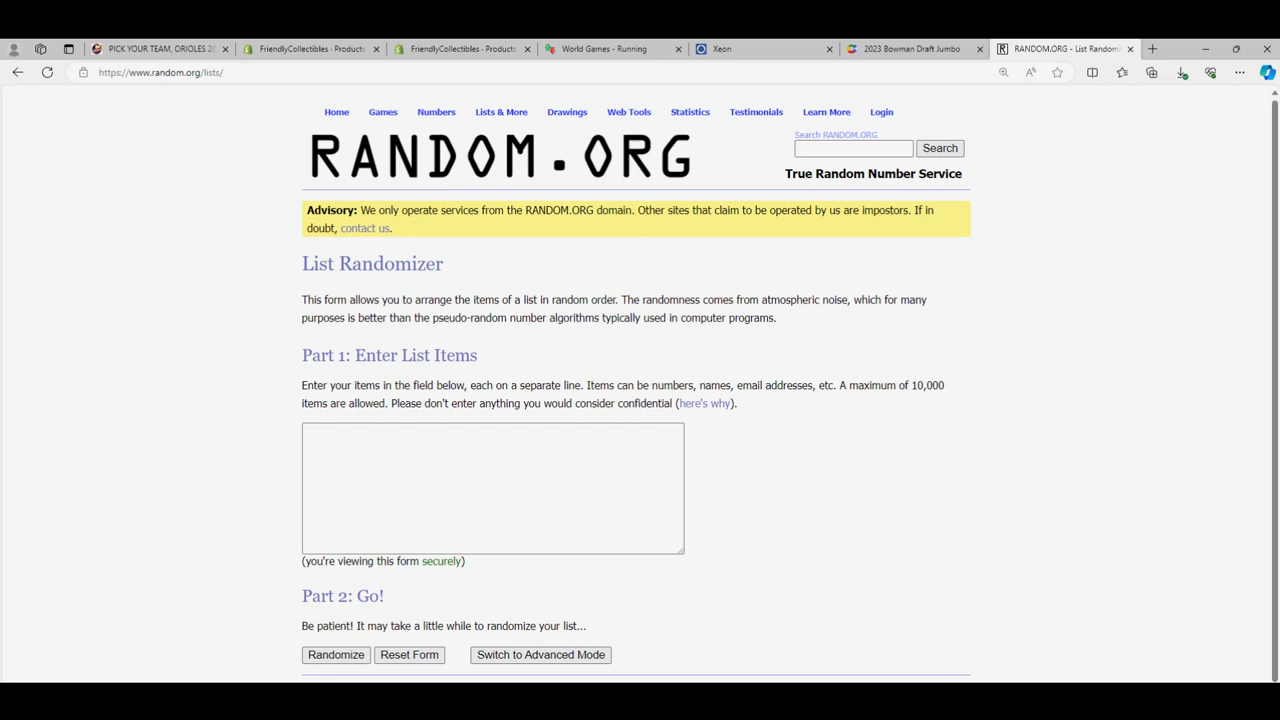 PICK YOUR TEAM, ORIOLES 20
FriendlyCollectibles - Products
FriendlyCollectibles - Products
World Games - Running
Xeon
2023 Bowman Draft Jumbo
RANDOM.ORG - List Random
https://www.random.org/lists/
Home Games Numbers Lists & More Drawings Web Tools Statistics Testimonials Learn More Login
RANDOM.ORG
Search RANDOM.ORG
Search
True Random Number Service
Advisory: We only operate services from the RANDOM.ORG domain. Other sites that claim to be operated by us are impostors. If in
doubt, contact us.
List Randomizer
This form allows you to arrange the items of a list in random order. The randomness comes from atmospheric noise, which for many
purposes is better than the pseudo-random number algorithms typically used in computer programs.
Part 1: Enter List Items
Enter your items in the field below, each on a separate line. Items can be numbers, names, email addresses, etc. A maximum of 10,000
items are allowed. Please don't enter anything you would consider confidential (here's why).
(you're viewing this form securely)
Part 2: Go!
Be patient! It may take a little while to randomize your list...
Randomize Reset Form Switch to Advanced Mode